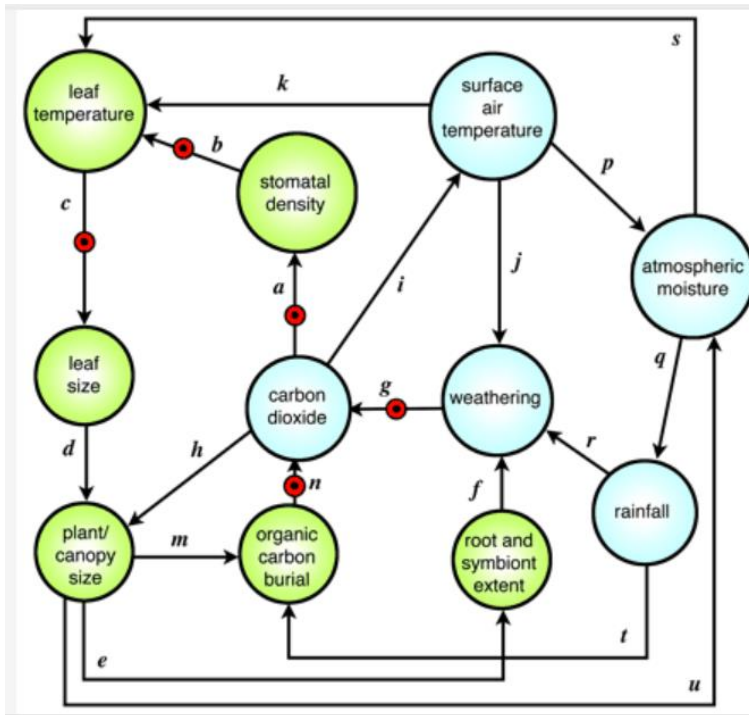 s
leaf
temperature
k
surface
air
temperature
b
p
stomatal
density
c
a
i
j
atmospheric
moisture
leaf
size
g
q
carbon
dioxide
weathering
d
h
r
n
f
rainfall
plant/
canopy
size
m
organic
carbon
burial
root and
symbiont
extent
t
e
u